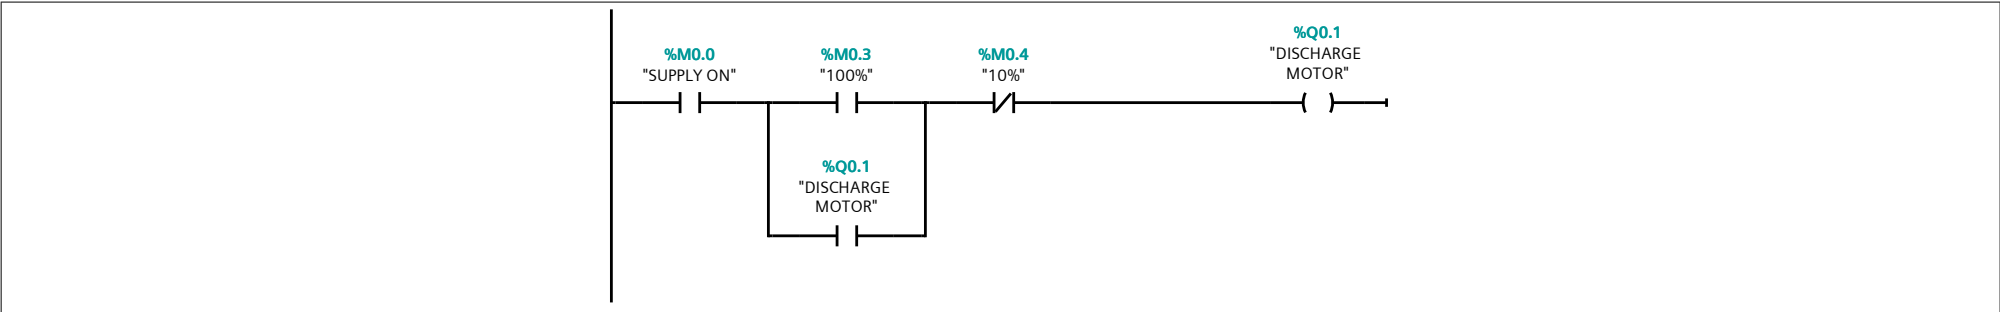 %Q0.1
"DISCHARGE
MOTOR"
%M0.0
"SUPPLY ON"
%M0.3
"100%"
%M0.4
"10%"
%Q0.1
"DISCHARGE
MOTOR"